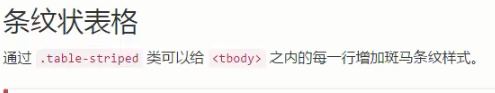 条纹状表格
通过 .table-striped 类可以给 <tbody> 之内的每一行增加斑马条纹样式。